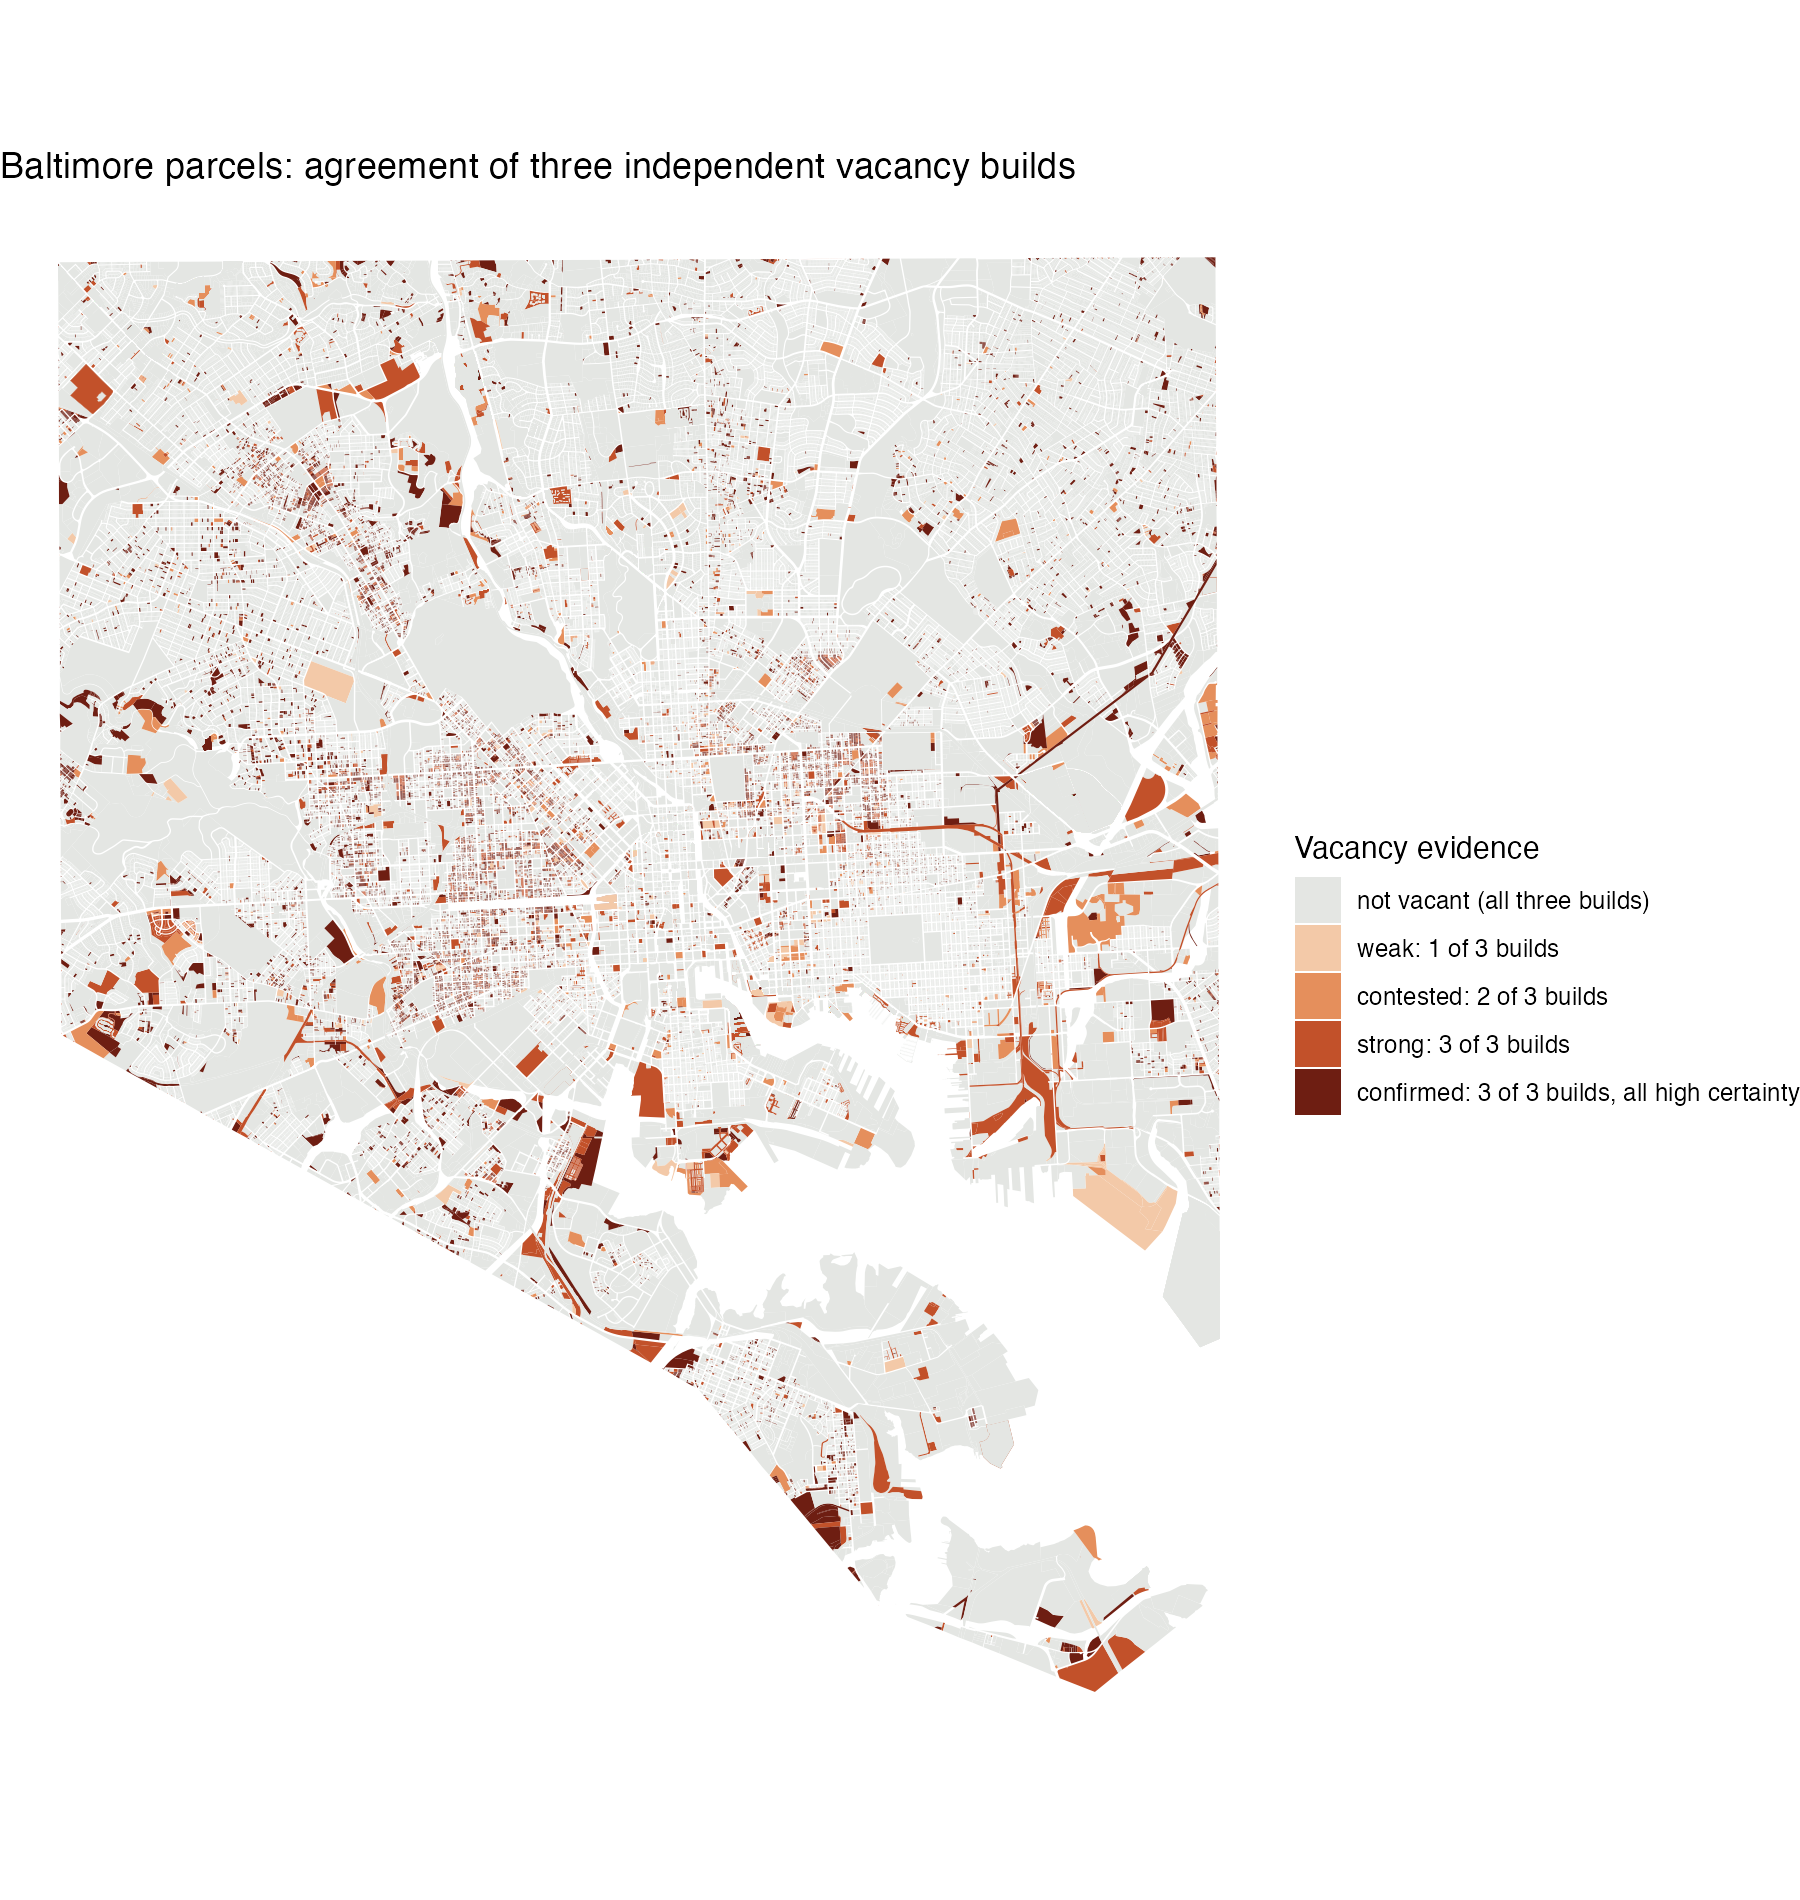 Baltimore parcels: agreement of three independent vacancy builds
Vacancy evidence
not vacant (all three builds)
weak: 1 of 3 builds
contested: 2 of 3 builds
strong: 3 of 3 builds
confirmed: 3 of 3 builds, all high certainty